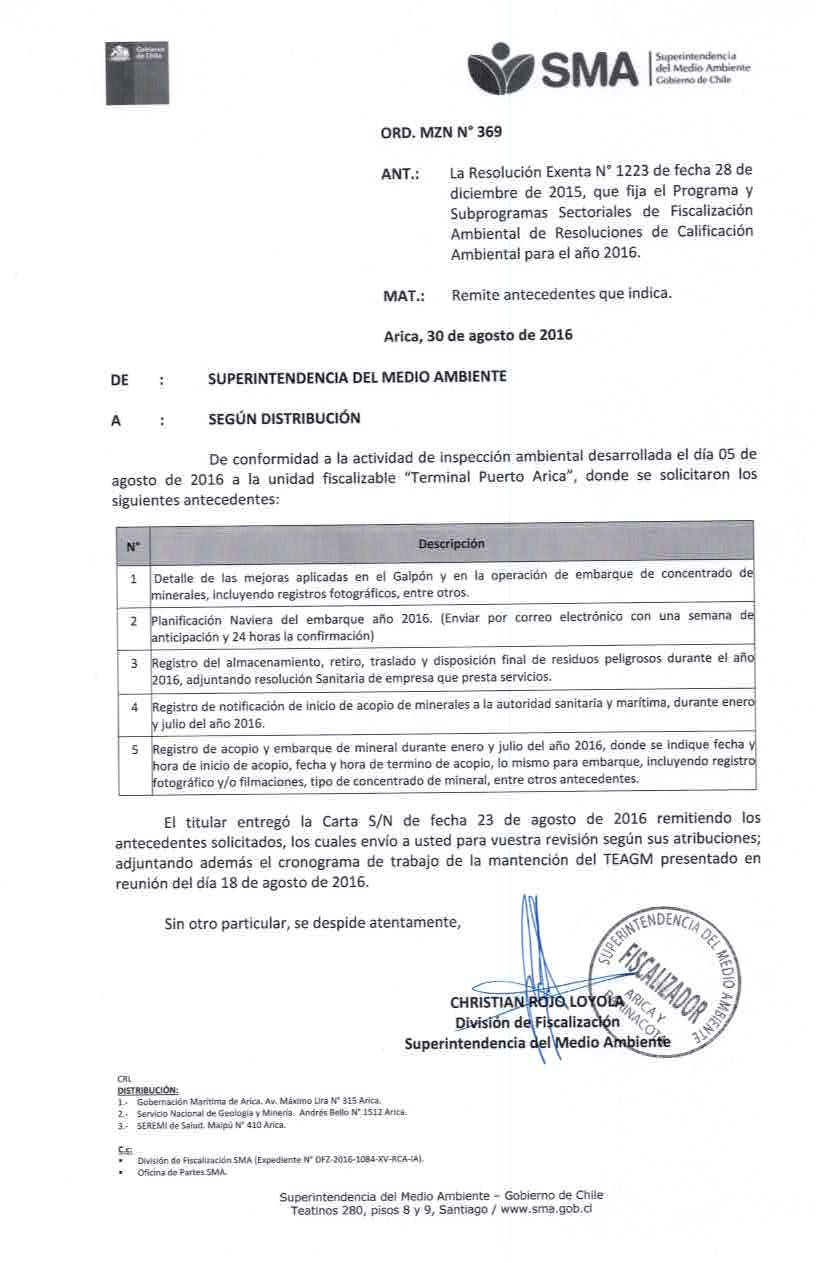 Gobierno
de Chile
SMA
Superintendencia
del Medio Ambiente
Gobierno de Chile
ORD. MZN N° 369
ANT.: La Resolución Exenta N° 1223 de fecha 28 de
diciembre de 2015, que fija el Programa y
Subprogramas Sectoriales de Fiscalización
Ambiental de Resoluciones de Calificación
Ambiental para el año 2016.
MAT.: Remite antecedentes que indica.
Arica, 30 de agosto de 2016
DE : SUPERINTENDENCIA DEL MEDIO AMBIENTE
A : SEGÚN DISTRIBUCIÓN
De conformidad a la actividad de inspección ambiental desarrollada el día 05 de
agosto de 2016 a la unidad fiscalizable “Terminal Puerto Arica”, donde se solicitaron los
siguientes antecedentes:
N° Descripción
1 Detalle de las mejoras aplicadas en el Galpón y en la operación de embarque de concentrado de
minerales, incluyendo registros fotográficos, entre otros.
2 Planificación Naviera del embarque año 2016. (Enviar por correo electrónico con una semana de
anticipación y 24 horas la confirmación)
3 Registro del almacenamiento, retiro, traslado y disposición final de residuos peligrosos durante el año
2016, adjuntando resolución Sanitaria de empresa que presta servicios.
4 Registro de notificación de inicio de acopio de minerales a la autoridad sanitaria y marítima, durante enero
y julio del año 2016.
5 Registro de acopio y embarque de mineral durante enero y julio del año 2016, donde se indique fecha y
hora de inicio de acopio, fecha y hora de termino de acopio, lo mismo para embarque, incluyendo registro
fotográfico y/o filmaciones, tipo de concentrado de mineral, entre otros antecedentes.
El titular entregó la Carta S/N de fecha 23 de agosto de 2016 remitiendo los
antecedentes solicitados, los cuales envío a usted para vuestra revisión según sus atribuciones;
adjuntando además el cronograma de trabajo de la mantención del TEAGM presentado en
reunión del día 18 de agosto de 2016.
Sin otro particular, se despide atentamente,
CHRISTIAN ROJO LOYOLA
División de Fiscalización
Superintendencia del Medio Ambiente
SUPERINTENDENCIA DEL MEDIO AMBIENTE
FISCALIZADOR
ARICA Y
PARINACOTA
CRL
DISTRIBUCIÓN:
1.- Gobernación Marítima de Arica. Av. Máximo Lira N° 315 Arica.
2.- Servicio Nacional de Geología y Minería. Andrés Bello N° 1512 Arica.
3.- SEREMI de Salud. Maipú N° 410 Arica.
C.c:
• División de Fiscalización SMA (Expediente N° DFZ-2016-1084-XV-RCA-IA).
• Oficina de Partes SMA.
Superintendencia del Medio Ambiente – Gobierno de Chile
Teatinos 280, pisos 8 y 9, Santiago / www.sma.gob.cl